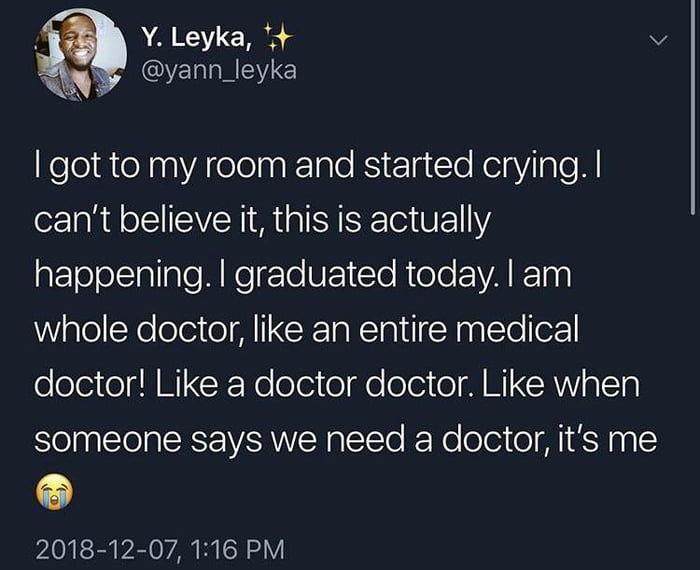 Y. Leyka, ✨
@yann_leyka
I got to my room and started crying. I
can't believe it, this is actually
happening. I graduated today. I am
whole doctor, like an entire medical
doctor! Like a doctor doctor. Like when
someone says we need a doctor, it's me
😭
2018-12-07, 1:16 PM